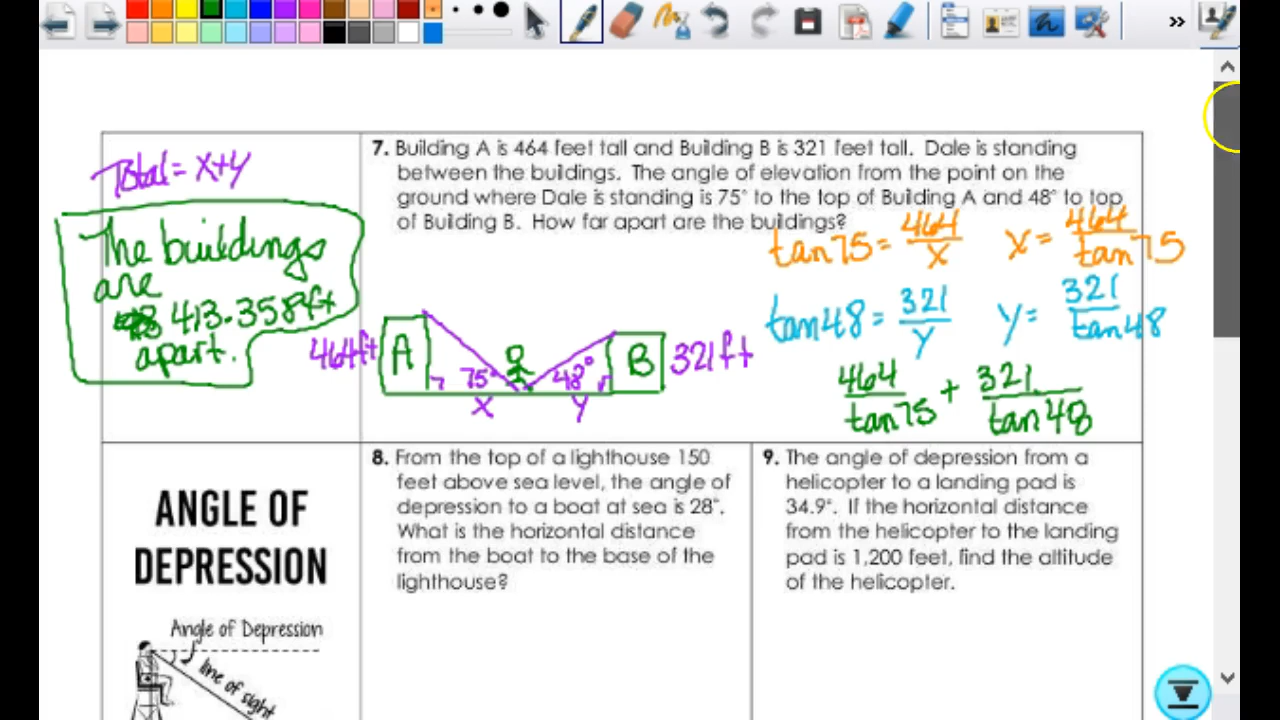 Total = x+y
The buildings
are
413.358ft
apart.
7. Building A is 464 feet tall and Building B is 321 feet tall. Dale is standing
between the buildings. The angle of elevation from the point on the
ground where Dale is standing is 75° to the top of Building A and 48° to top
of Building B. How far apart are the buildings?
tan75 = 464/x x = 464/tan75
tan48 = 321/y y = 321/tan48
464/tan75 + 321/tan48
464ft A 75° 48° B 321ft
x y
ANGLE OF
DEPRESSION
Angle of Depression
line of sight
8. From the top of a lighthouse 150
feet above sea level, the angle of
depression to a boat at sea is 28°.
What is the horizontal distance
from the boat to the base of the
lighthouse?
9. The angle of depression from a
helicopter to a landing pad is
34.9°. If the horizontal distance
from the helicopter to the landing
pad is 1,200 feet, find the altitude
of the helicopter.